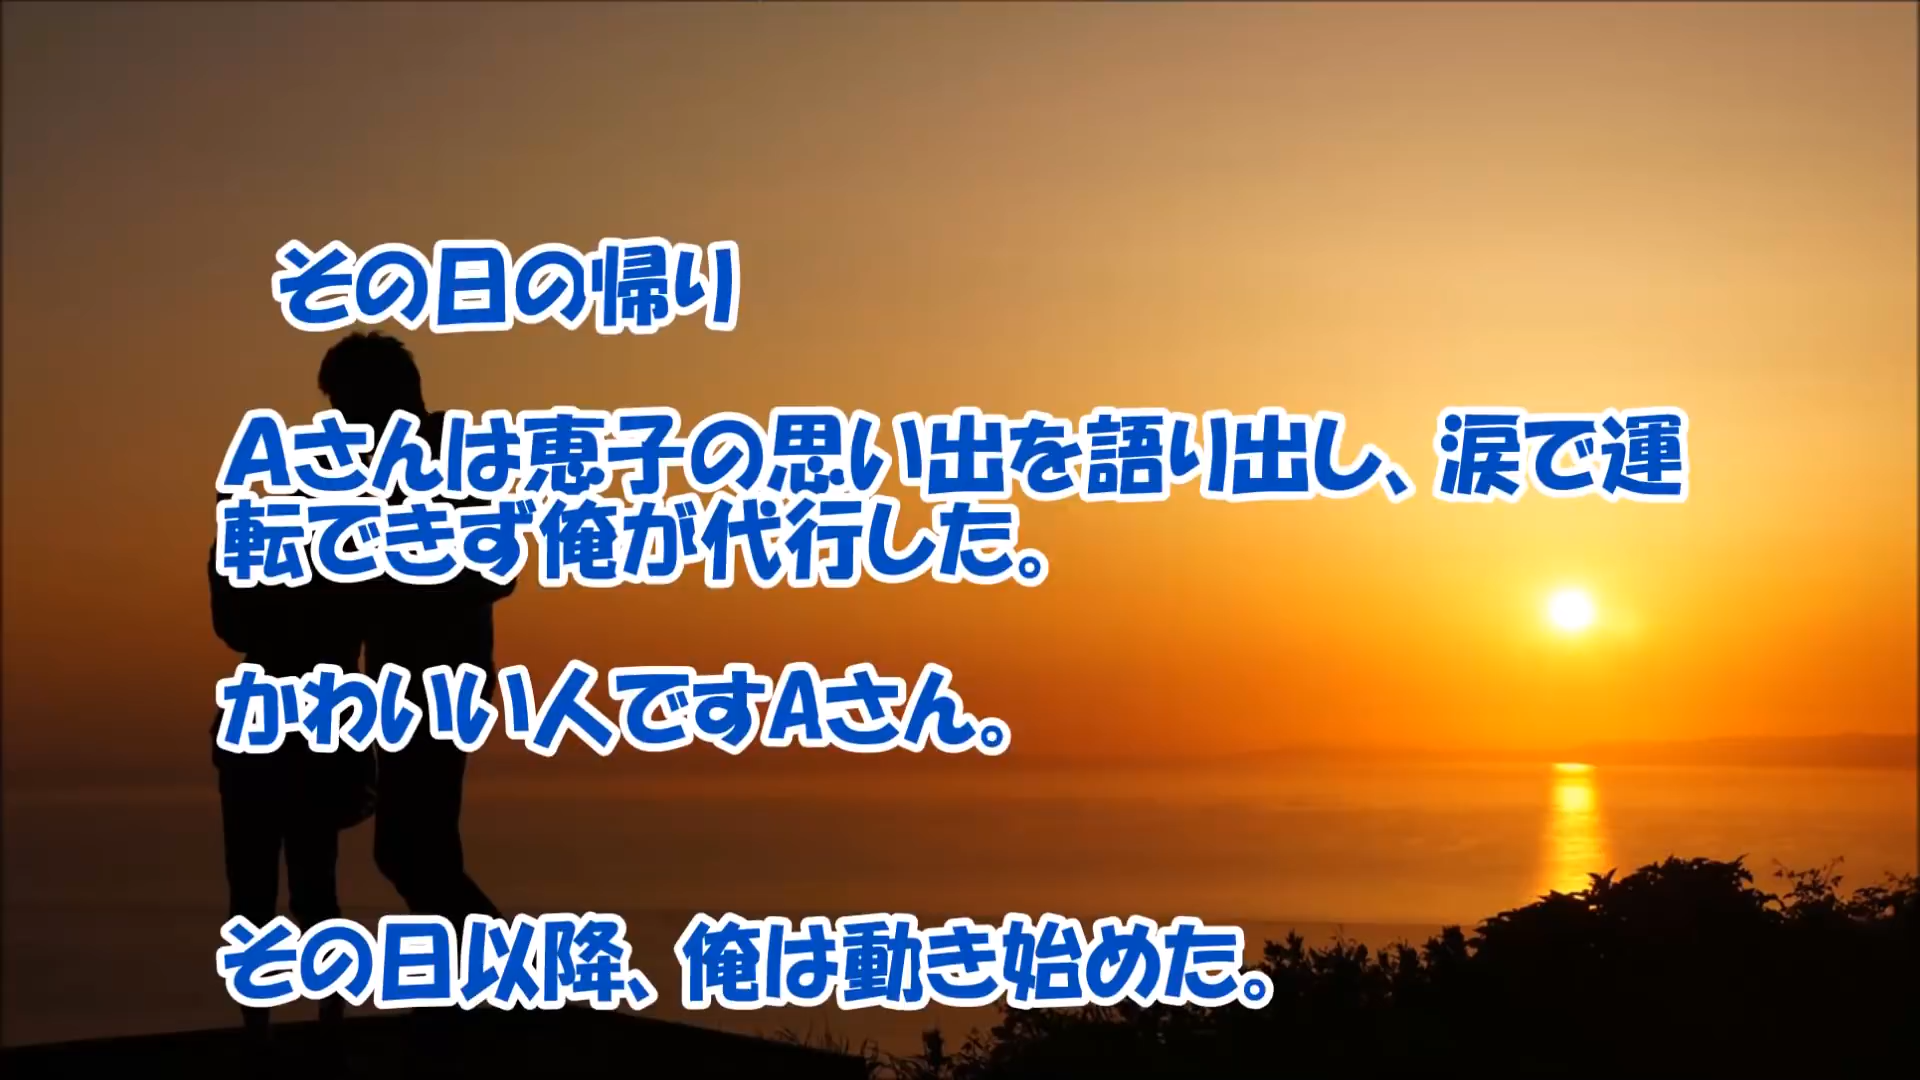 その日の帰り
Aさんは恵子の思い出を語り出し、涙で運
転できず俺が代行した。
かわいい人ですAさん。
その日以降、俺は動き始めた。